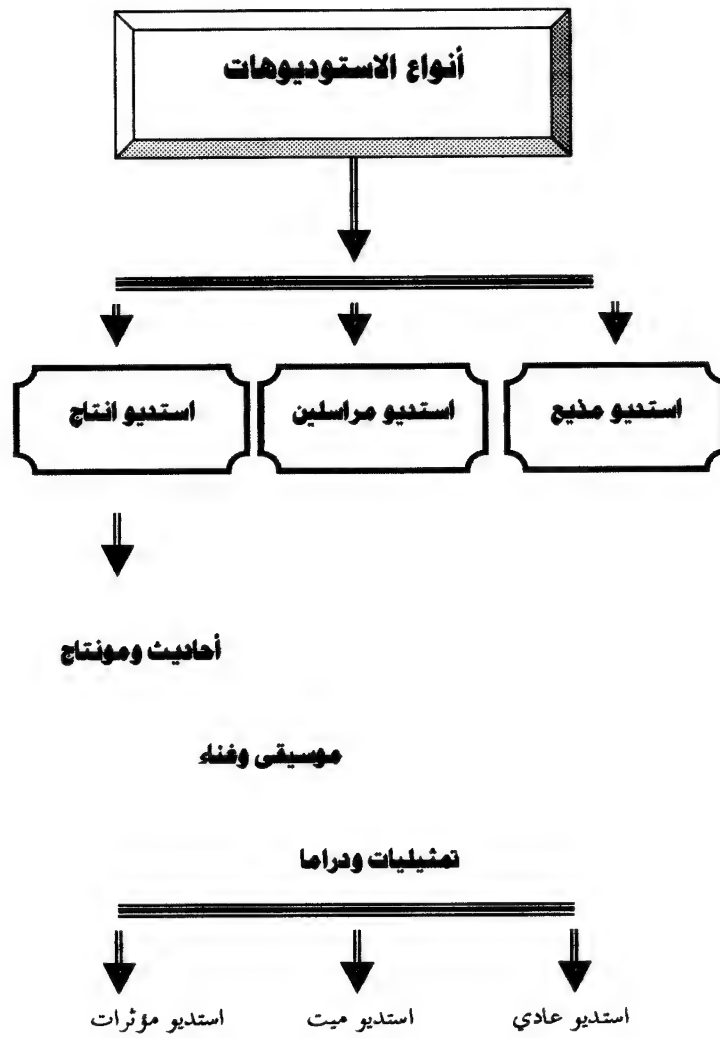 أنواع الاستوديوهات
استديو مذيع
استديو مراسلين
استديو انتاج
أحاديث ومونتاج
موسيقى وغناء
تمثيليات ودراما
استديو عادي
استديو ميت
استديو مؤثرات